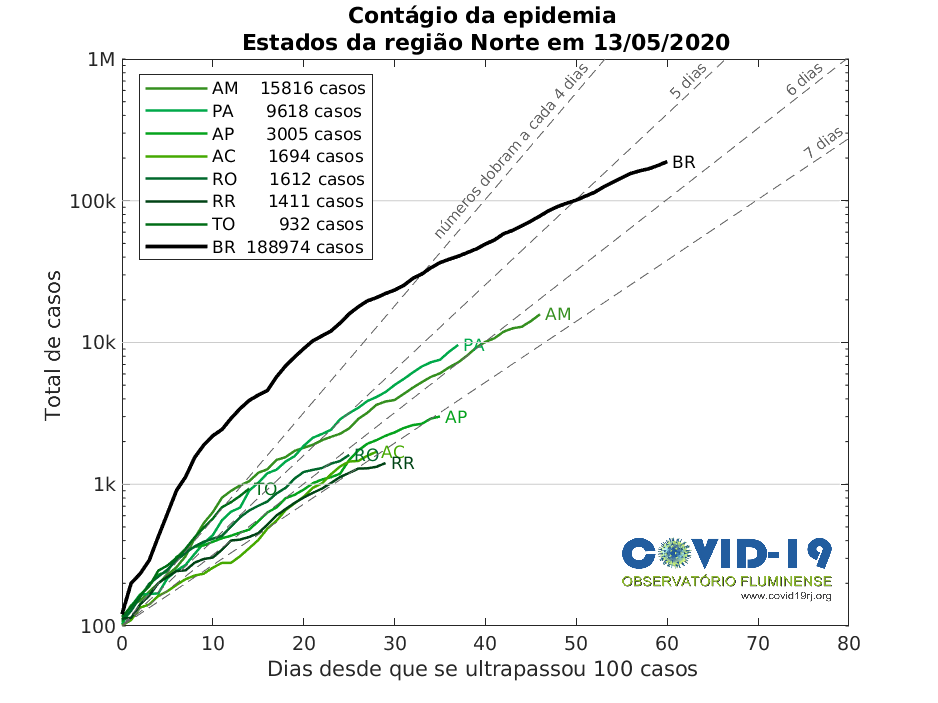 Contágio da epidemia
Estados da região Norte em 13/05/2020
1M
100k
10k
1k
100
Total de casos
AM 15816 casos
PA 9618 casos
AP 3005 casos
AC 1694 casos
RO 1612 casos
RR 1411 casos
TO 932 casos
BR 188974 casos
números dobram a cada 4 dias
5 dias
6 dias
7 dias
BR
AM
PA
AP
RO
AC
RR
TO
COVID-19
OBSERVATÓRIO FLUMINENSE
www.covid19rj.org
0 10 20 30 40 50 60 70 80
Dias desde que se ultrapassou 100 casos